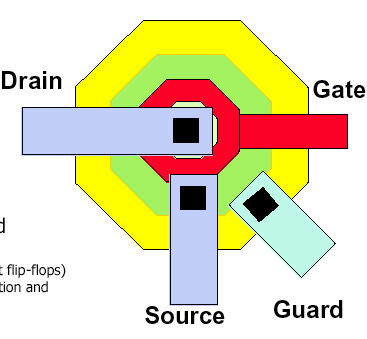 Drain
Gate
d
t flip-flops)
tion and
Source
Guard